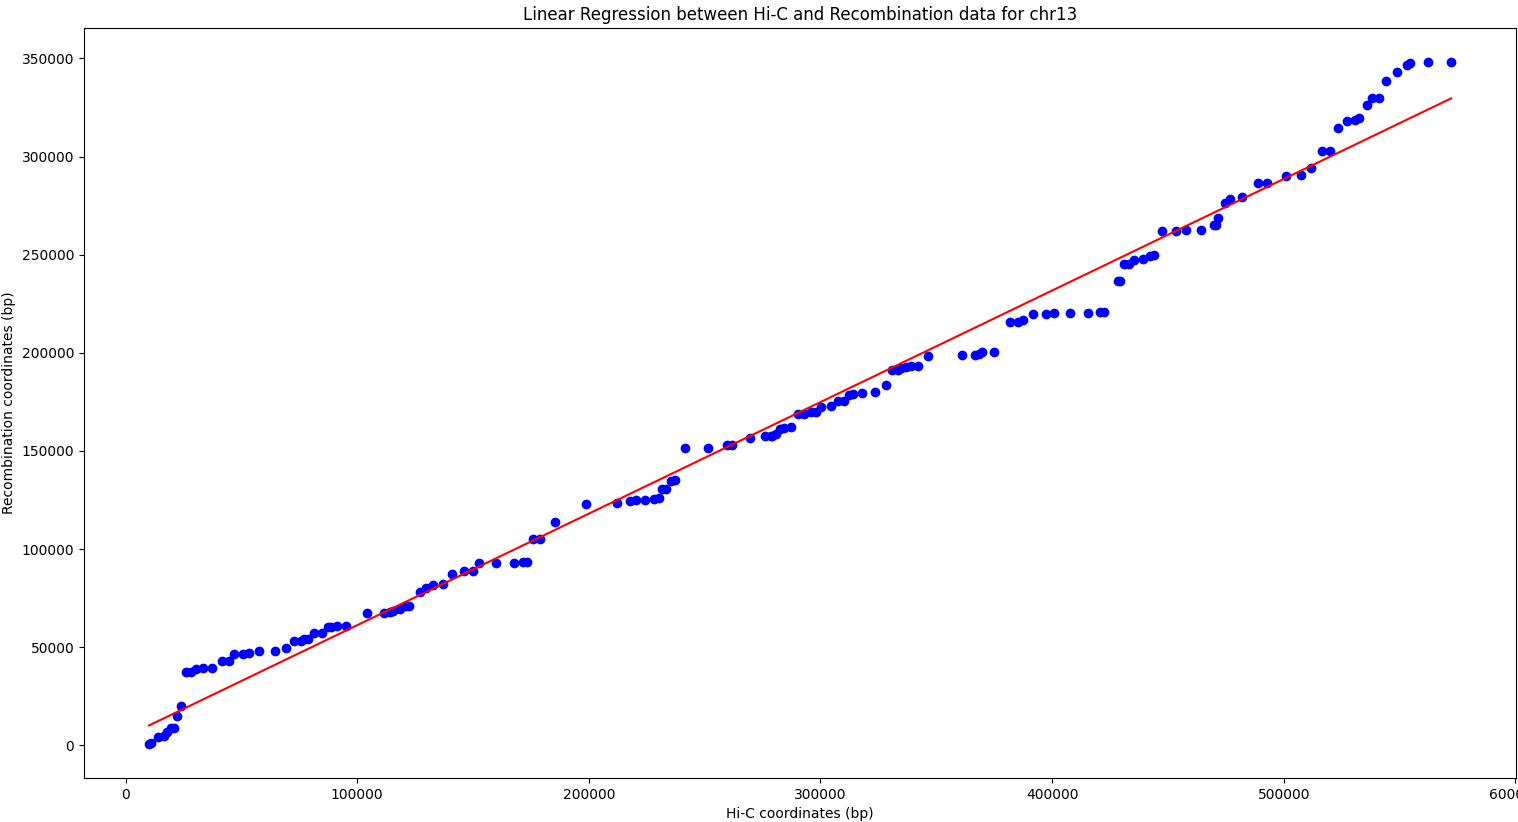 Linear Regression between Hi-C and Recombination data for chr13
Recombination coordinates (bp)
350000
300000
250000
200000
150000
100000
50000
0
0 100000 200000 300000 400000 500000
Hi-C coordinates (bp)